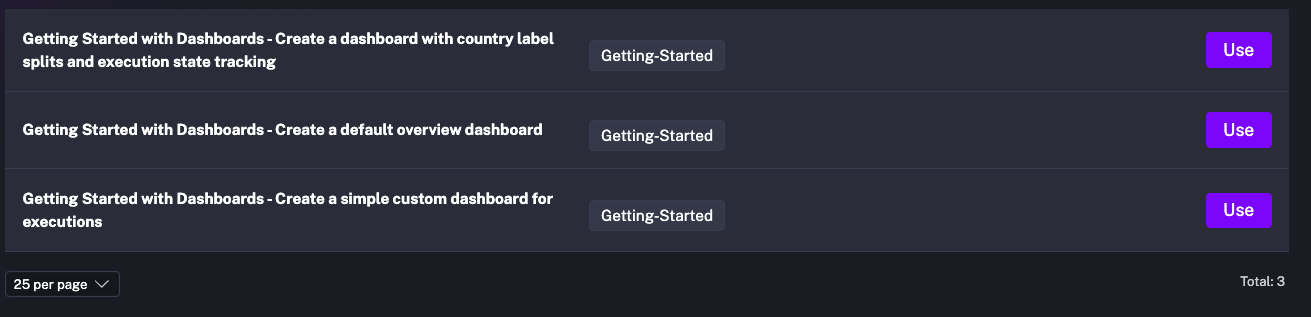 Getting Started with Dashboards - Create a dashboard with country label
splits and execution state tracking
Getting-Started
Use
Getting Started with Dashboards - Create a default overview dashboard
Getting-Started
Use
Getting Started with Dashboards - Create a simple custom dashboard for
executions
Getting-Started
Use
25 per page
Total: 3